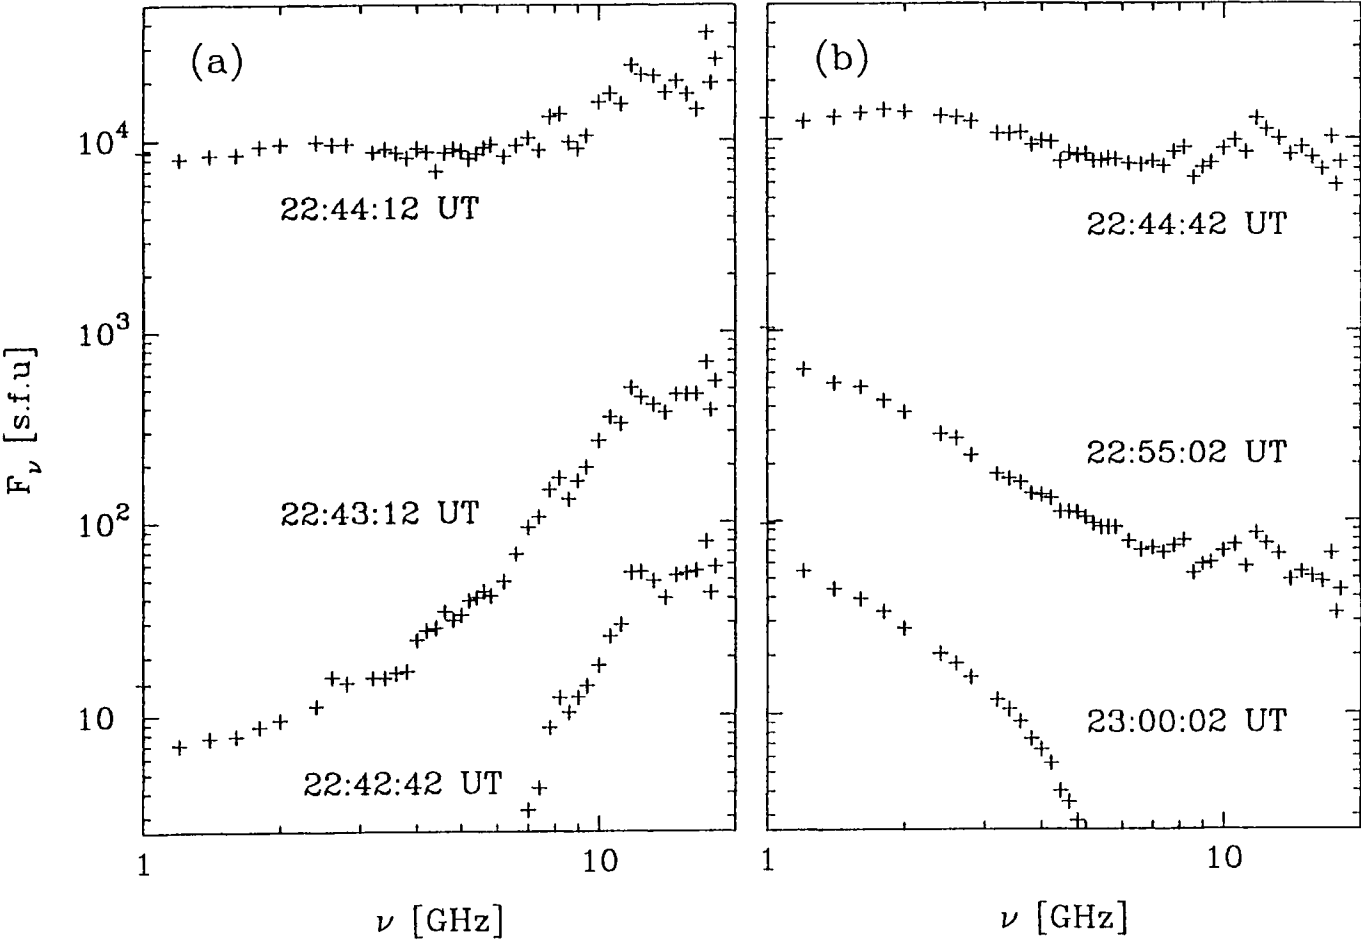 (a)
(b)
10^4
22:44:12 UT
22:44:42 UT
10^3
F_ν [s.f.u]
22:55:02 UT
22:43:12 UT
10^2
10
23:00:02 UT
22:42:42 UT
1
10
1
10
ν [GHz]
ν [GHz]